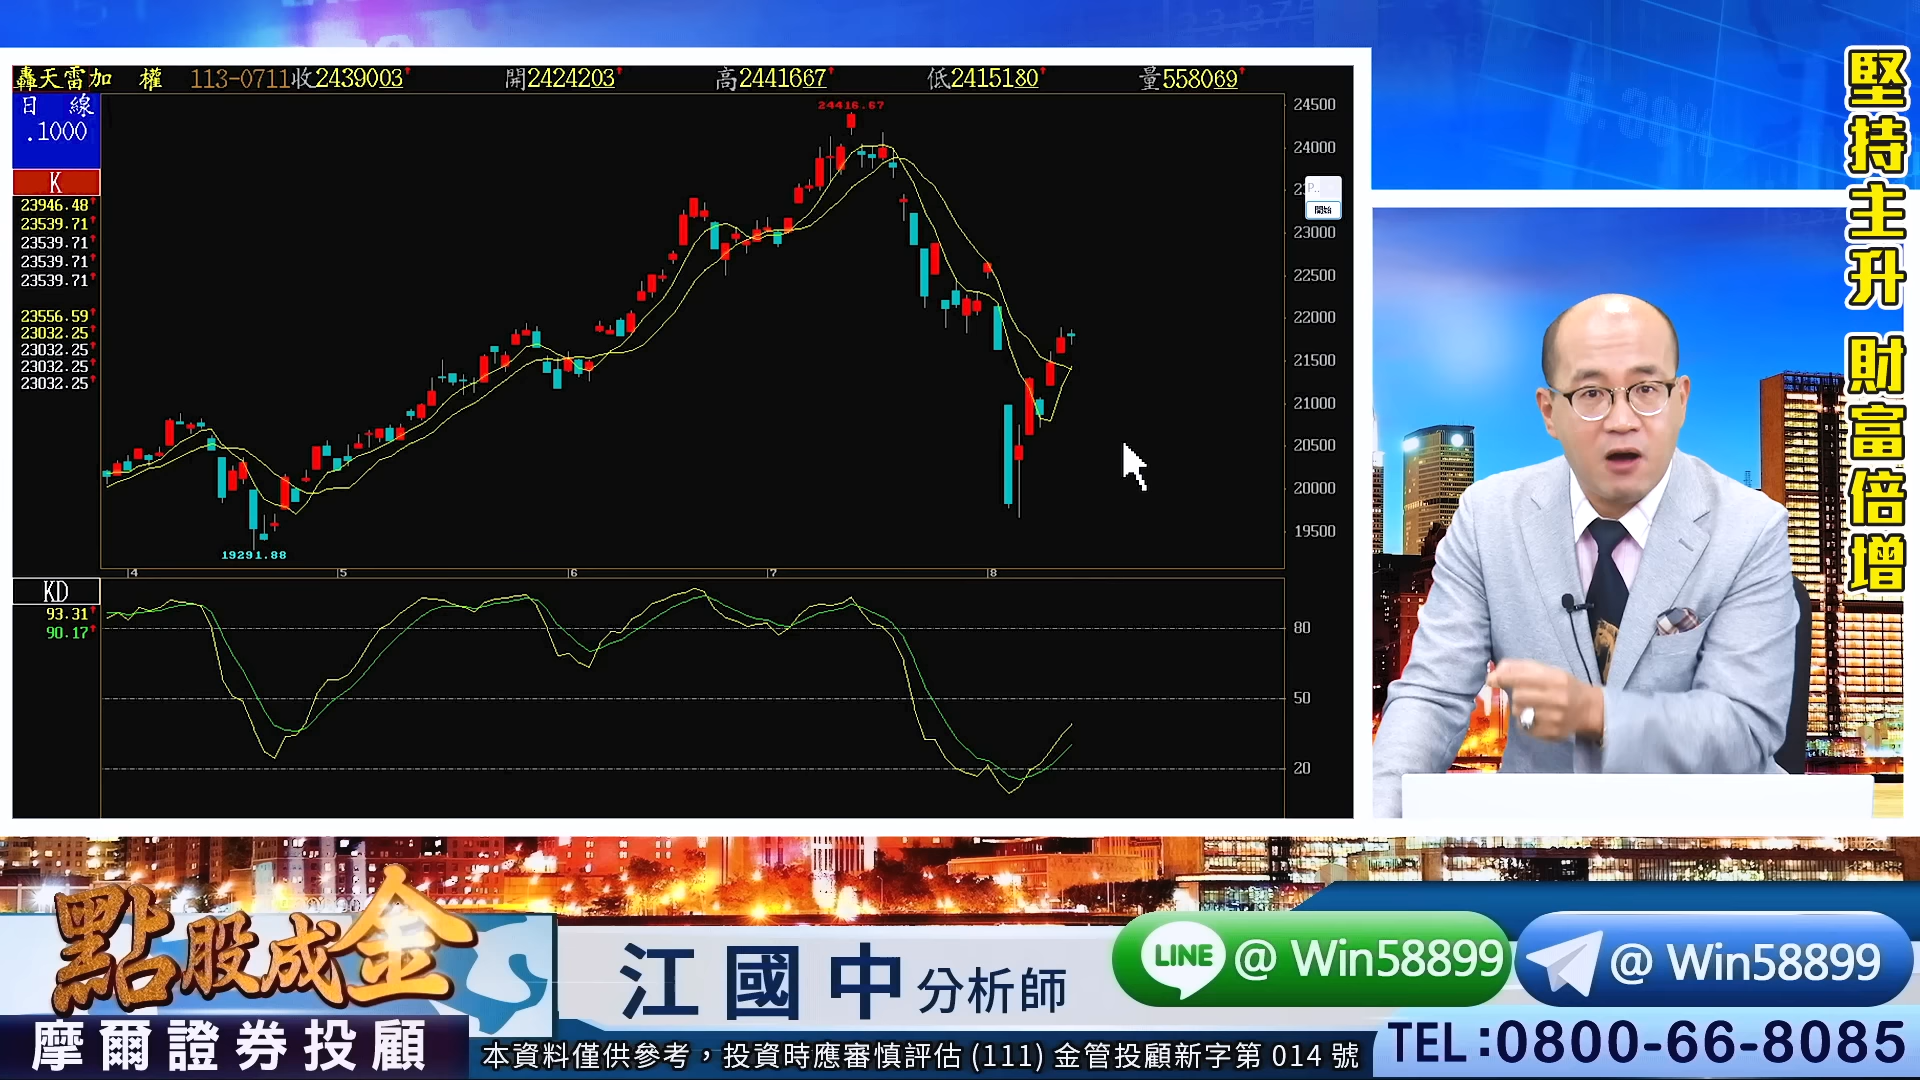 轟天雷加 權 113-0711收2439003↑ 開2424203↑ 高2441667↑ 低2415180↑ 量558069↑
日 線
.1000
K
23946.48↑
23539.71↑
23539.71↑
23539.71↑
23539.71↑
23556.59↑
23032.25↑
23032.25↑
23032.25↑
23032.25↑
24416.67
19291.88
24500
24000
23
P..
開始
23000
22500
22000
21500
21000
20500
20000
19500
4 5 6 7 8
KD
93.31↑
90.17↑
80
50
20
堅持主升 財富倍增
點股成金
摩爾證券投顧
江國中 分析師
LINE @ Win58899
@ Win58899
TEL:0800-66-8085
本資料僅供參考，投資時應審慎評估 (111) 金管投顧新字第 014 號